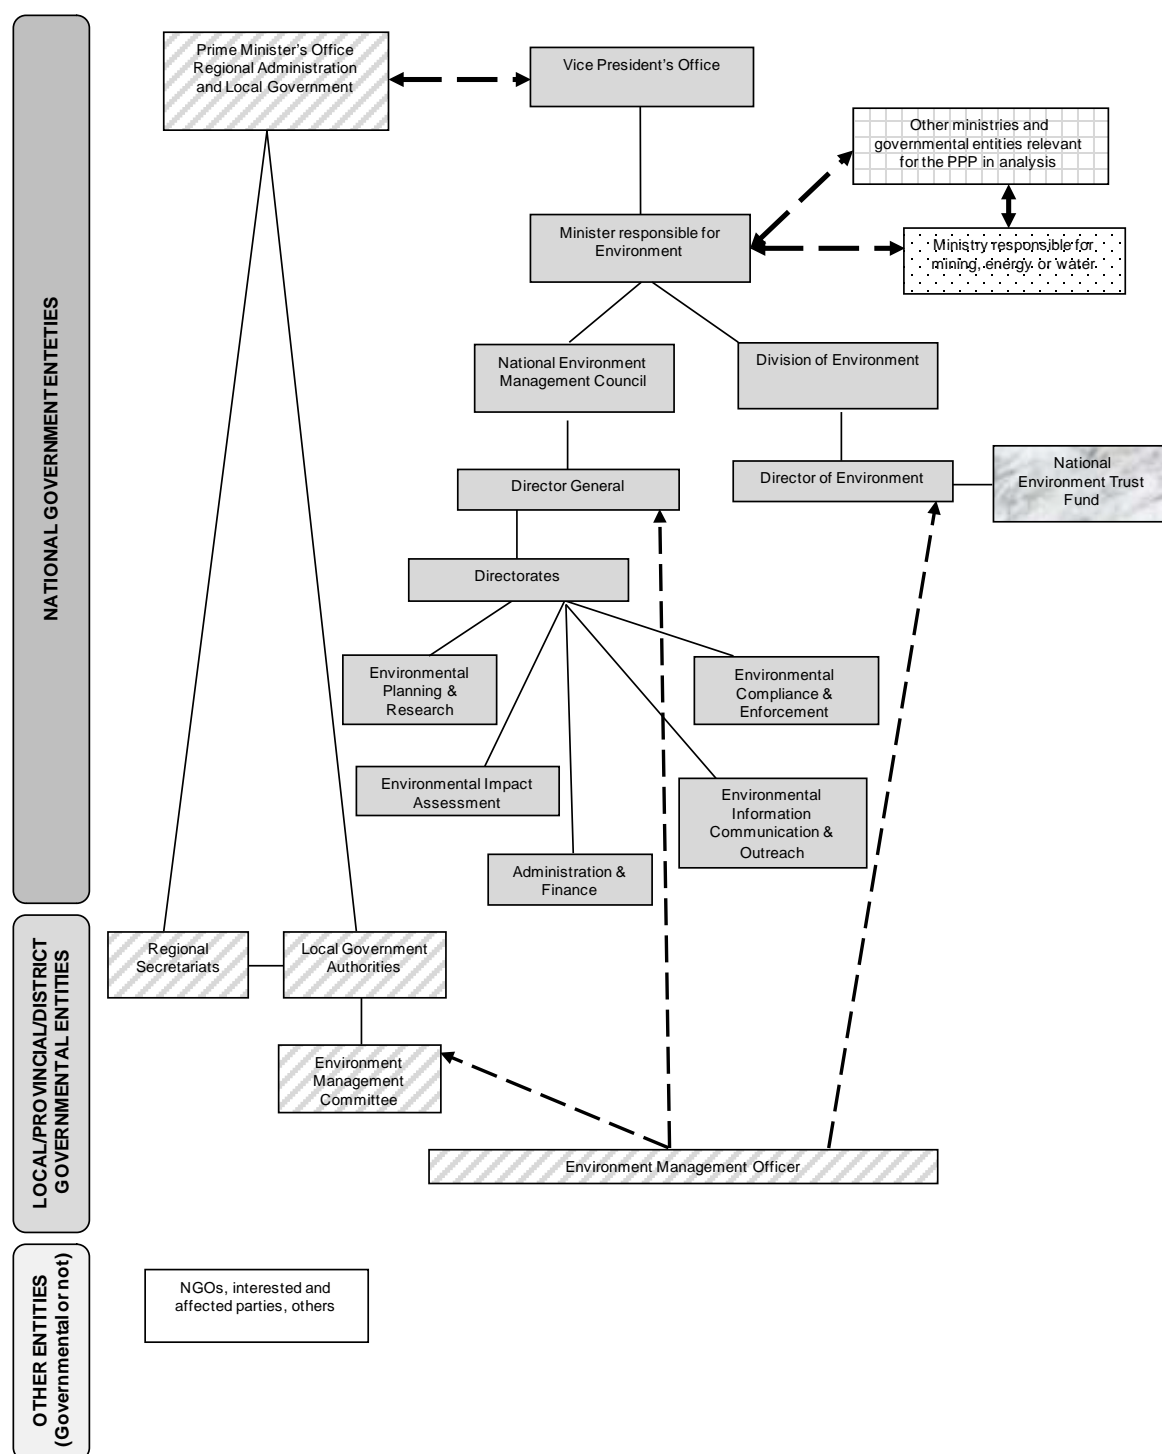 NATIONAL GOVERNMENTENTETIES
Prime Minister's Office
Regional Administration
and Local Government
Vice President's Office
Other ministries and
governmental entities relevant
for the PPP in analysis
Minister responsible for
Environment
Ministry responsible for
mining, energy or water
National Environment
Management Council
Division of Environment
Director General
Director of Environment
National
Environment Trust
Fund
Directorates
Environmental
Planning &
Research
Environmental
Compliance &
Enforcement
Environmental Impact
Assessment
Environmental
Information
Communication &
Outreach
Administration &
Finance
LOCAL/PROVINCIAL/DISTRICT
GOVERNMENTAL ENTITIES
Regional
Secretariats
Local Government
Authorities
Environment
Management
Committee
Environment Management Officer
OTHER ENTITIES
(Governmental or not)
NGOs, interested and
affected parties, others